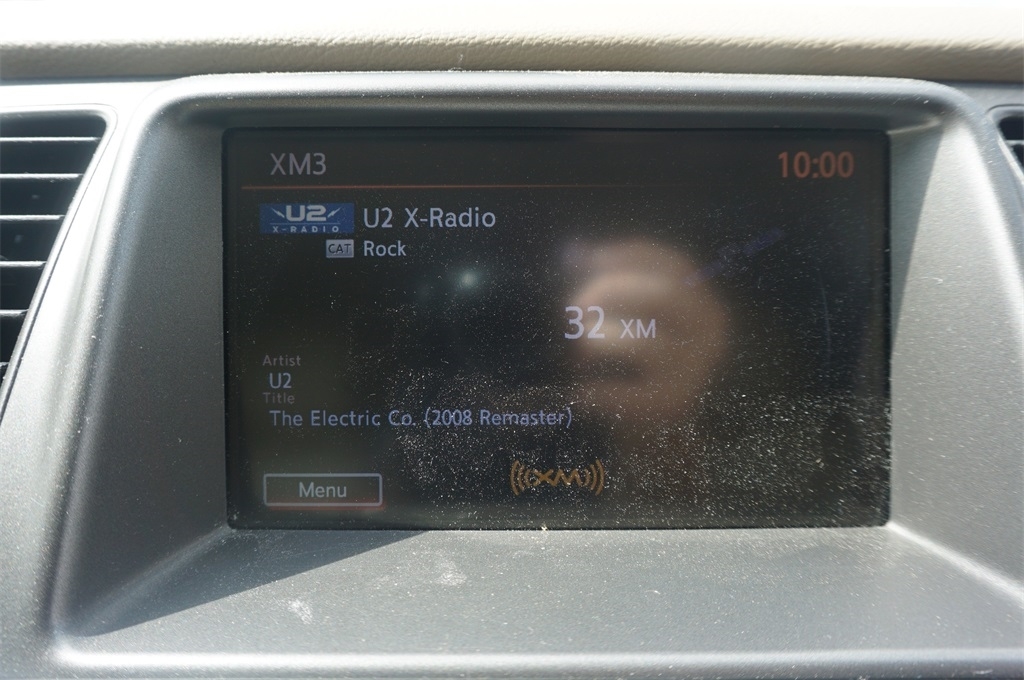 XM3 10:00
U2 X-RADIO
U2 X-Radio
CAT Rock
32 XM
Artist
U2
Title
The Electric Co. (2008 Remaster)
((XM))
Menu